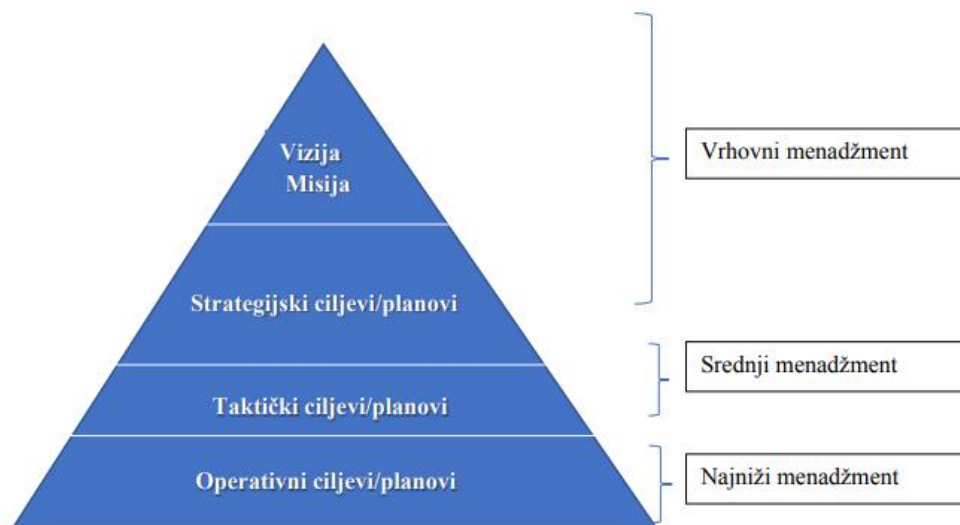 Vizija
Misija
Strategijski ciljevi/planovi
Taktički ciljevi/planovi
Operativni ciljevi/planovi
Vrhovni menadžment
Srednji menadžment
Najniži menadžment